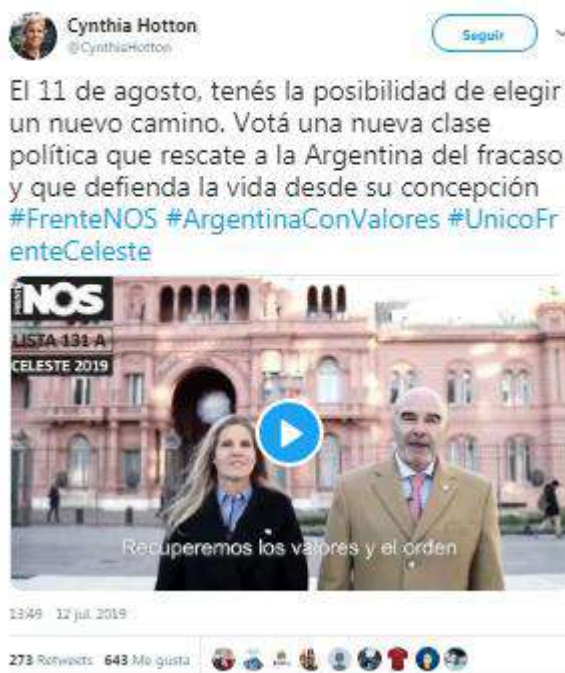 Cynthia Hotton
@CynthiaHotton
Seguir
El 11 de agosto, tenés la posibilidad de elegir
un nuevo camino. Votá una nueva clase
política que rescate a la Argentina del fracaso
y que defienda la vida desde su concepción
#FrenteNOS #ArgentinaConValores #UnicoFr
enteCeleste
FRENTE NOS
LISTA 131 A
CELESTE 2019
Recuperemos los valores y el orden
13:49 12 jul. 2019
273 Retweets 643 Me gusta